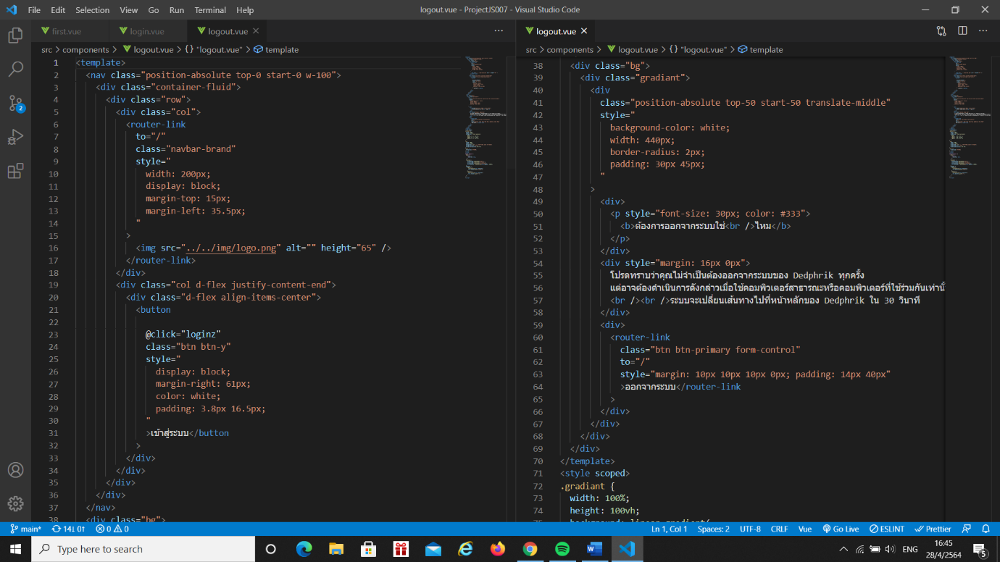 File Edit Selection View Go Run Terminal Help
logout.vue - ProjectJS007 - Visual Studio Code
first.vue
login.vue
logout.vue
src > components > logout.vue > {} "logout.vue" > template
1 <template>
2 <nav class="position-absolute top-0 start-0 w-100">
3 <div class="container-fluid">
4 <div class="row">
5 <div class="col">
6 <router-link
7 to="/"
8 class="navbar-brand"
9 style="
10 width: 200px;
11 display: block;
12 margin-top: 15px;
13 margin-left: 35.5px;
14 "
15 >
16 <img src="../../img/logo.png" alt="" height="65" />
17 </router-link>
18 </div>
19 <div class="col d-flex justify-content-end">
20 <div class="d-flex align-items-center">
21 <button
22
23 @click="loginz"
24 class="btn btn-y"
25 style="
26 display: block;
27 margin-right: 61px;
28 color: white;
29 padding: 3.8px 16.5px;
30 "
31 >เข้าสู่ระบบ</button
32 >
33 </div>
34 </div>
35 </div>
36 </div>
37 </nav>
38 <div class="bg">
logout.vue
src > components > logout.vue > {} "logout.vue" > template
38 <div class="bg">
39 <div class="gradiant">
40 <div
41 class="position-absolute top-50 start-50 translate-middle"
42 style="
43 background-color: white;
44 width: 440px;
45 border-radius: 2px;
46 padding: 30px 45px;
47 "
48 >
49 <div>
50 <p style="font-size: 30px; color: #333">
51 <b>ต้องการออกจากระบบใช่<br />ไหม</b>
52 </p>
53 </div>
54 <div style="margin: 16px 0px">
55 โปรดทราบว่าคุณไม่จำเป็นต้องออกจากระบบของ Dedphrik ทุกครั้ง
56 แต่อาจต้องดำเนินการดังกล่าวเมื่อใช้คอมพิวเตอร์สาธารณะหรือคอมพิวเตอร์ที่ใช้ร่วมกันเท่านั้
57 <br /><br />ระบบจะเปลี่ยนเส้นทางไปที่หน้าหลักของ Dedphrik ใน 30 วินาที
58 </div>
59 <div>
60 <router-link
61 class="btn btn-primary form-control"
62 to="/"
63 style="margin: 10px 10px 10px 0px; padding: 14px 40px"
64 >ออกจากระบบ</router-link
65 >
66 </div>
67 </div>
68 </div>
69 </div>
70 </template>
71 <style scoped>
72 .gradiant {
73 width: 100%;
74 height: 100vh;
2
main* 14↓ 0↑ 0 0
Ln 1, Col 1 Spaces: 2 UTF-8 CRLF Vue Go Live ESLINT Prettier
Type here to search
ENG
16:45
28/4/2564
5